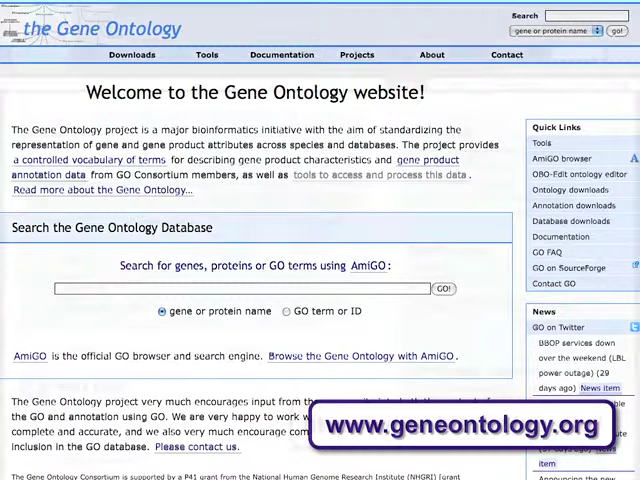 the Gene Ontology
Search
gene or protein name go!
Downloads Tools Documentation Projects About Contact
Welcome to the Gene Ontology website!
The Gene Ontology project is a major bioinformatics initiative with the aim of standardizing the
representation of gene and gene product attributes across species and databases. The project provides
a controlled vocabulary of terms for describing gene product characteristics and gene product
annotation data from GO Consortium members, as well as tools to access and process this data.
Read more about the Gene Ontology...
Search the Gene Ontology Database
Search for genes, proteins or GO terms using AmiGO:
GO!
gene or protein name GO term or ID
AmiGO is the official GO browser and search engine. Browse the Gene Ontology with AmiGO.
The Gene Ontology project very much encourages input from
the GO and annotation using GO. We are very happy to work
complete and accurate, and we also very much encourage
inclusion in the GO database. Please contact us.
The Gene Ontology Consortium is supported by a P41 grant from the National Human Genome Research Institute (NHGRI) [grant
Quick Links
Tools
AmiGO browser
OBO-Edit ontology editor
Ontology downloads
Annotation downloads
Database downloads
Documentation
GO FAQ
GO on SourceForge
Contact GO
News
GO on Twitter
BBOP services down
over the weekend (LBL
power outage) (29
days ago) News item
item
Announcing the new
www.geneontology.org